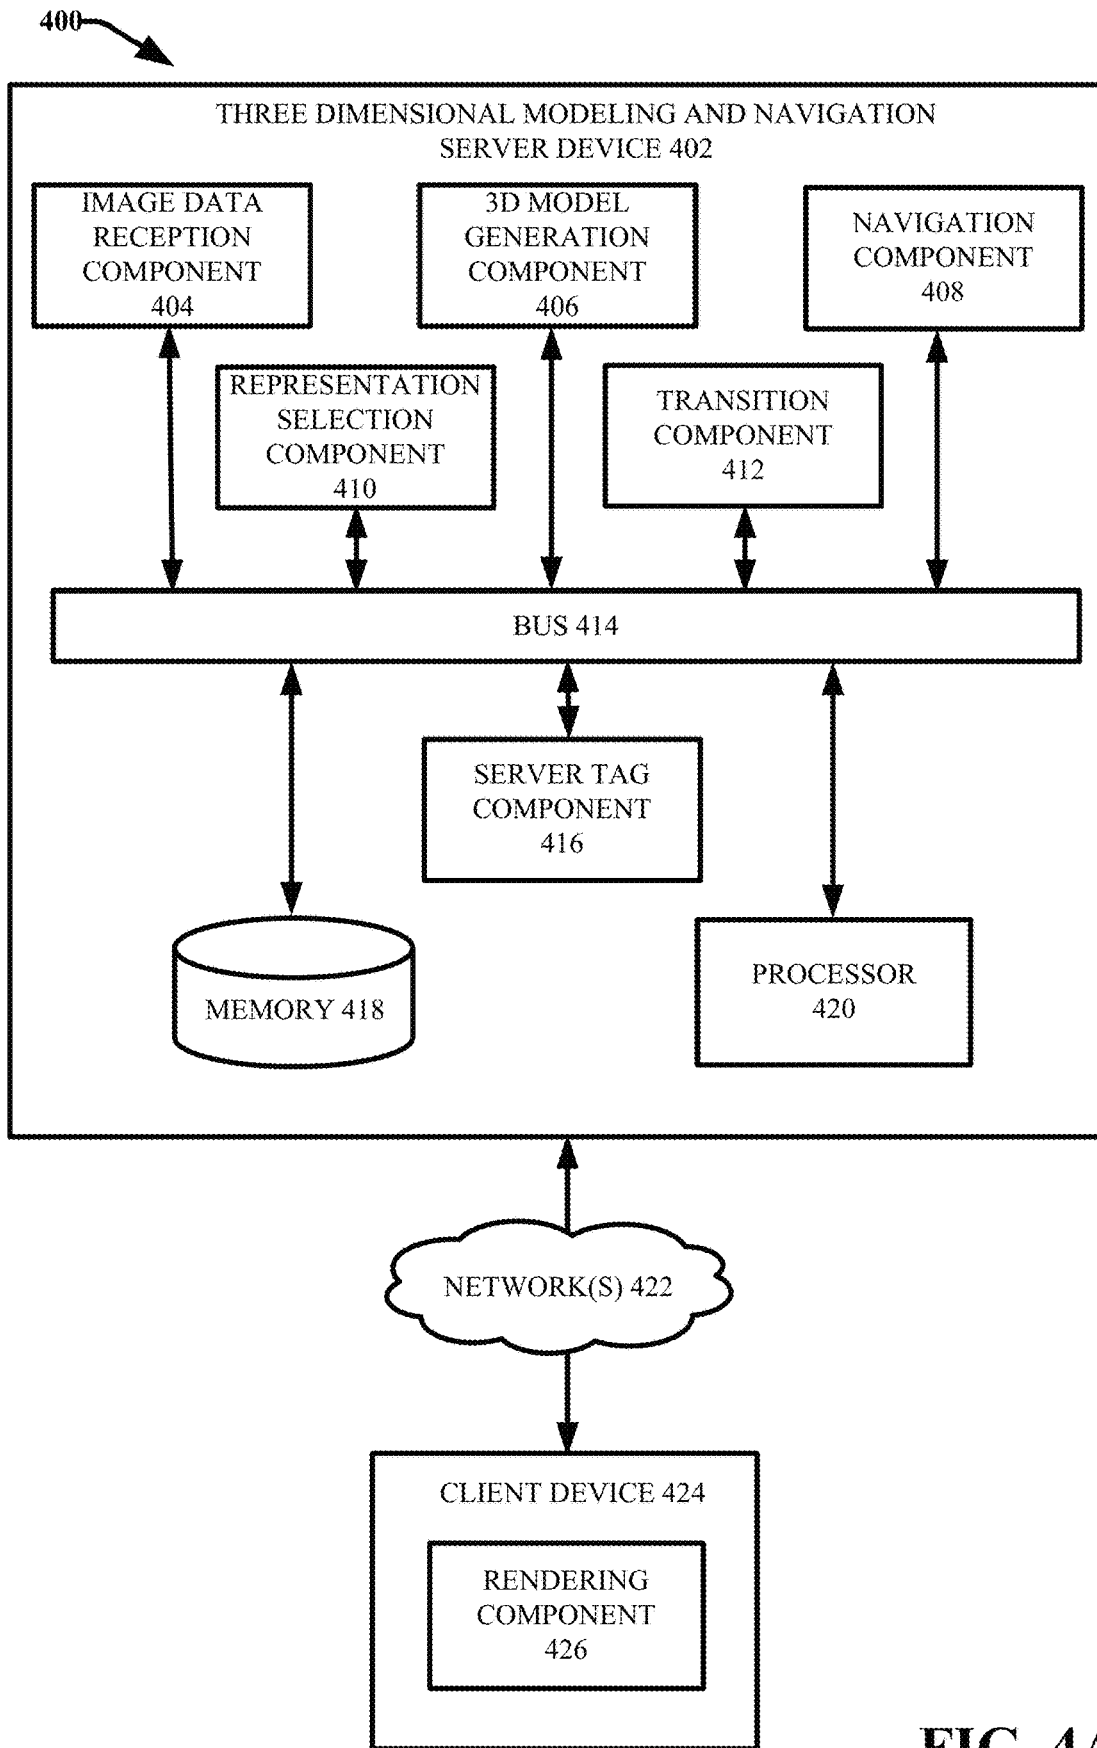 400
THREE DIMENSIONAL MODELING AND NAVIGATION
SERVER DEVICE 402
IMAGE DATA
RECEPTION
COMPONENT
404
3D MODEL
GENERATION
COMPONENT
406
NAVIGATION
COMPONENT
408
REPRESENTATION
SELECTION
COMPONENT
410
TRANSITION
COMPONENT
412
BUS 414
SERVER TAG
COMPONENT
416
MEMORY 418
PROCESSOR
420
NETWORK(S) 422
CLIENT DEVICE 424
RENDERING
COMPONENT
426
FIG. 4A